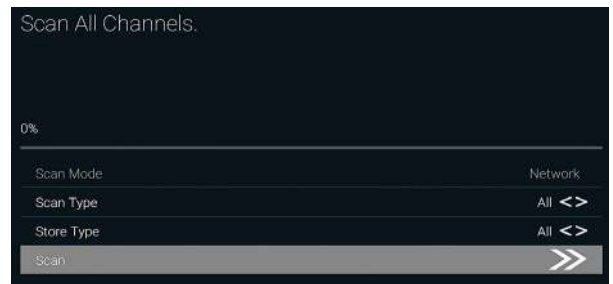 Scan All Channels.
0%
Scan Mode Network
Scan Type All <>
Store Type All <>
Scan